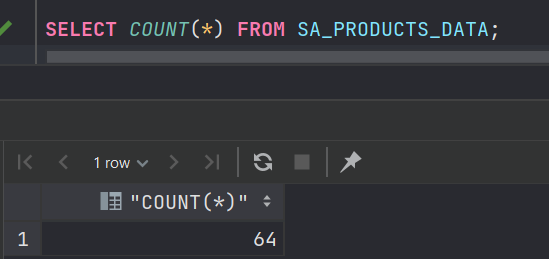 SELECT COUNT(*) FROM SA_PRODUCTS_DATA;
1 row
"COUNT(*)"
1 64